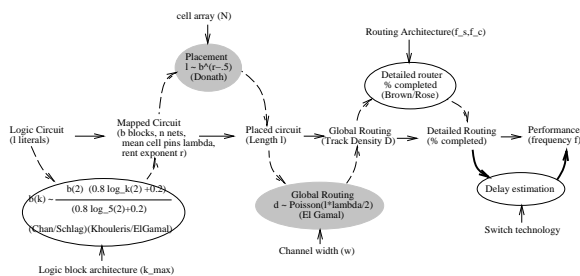 cell array (N)
Placement
l ~ b^(r-.5)
(Donath)
Routing Architecture(f_s,f_c)
Detailed router
% completed
(Brown/Rose)
Logic Circuit
(l literals)
Mapped Circuit
(b blocks, n nets,
mean cell pins lambda,
rent exponent r)
Placed circuit
(Length l)
Global Routing
(Track Density D)
Detailed Routing
(% completed)
Performance
(frequency f)
b(k) ~ b(2) (0.8 log_k(2) +0.2)
(0.8 log_5(2)+0.2)
(Chan/Schlag)(Khouleris/ElGamal)
Global Routing
d ~ Poisson(l*lambda/2)
(El Gamal)
Delay estimation
Logic block architecture (k_max)
Channel width (w)
Switch technology